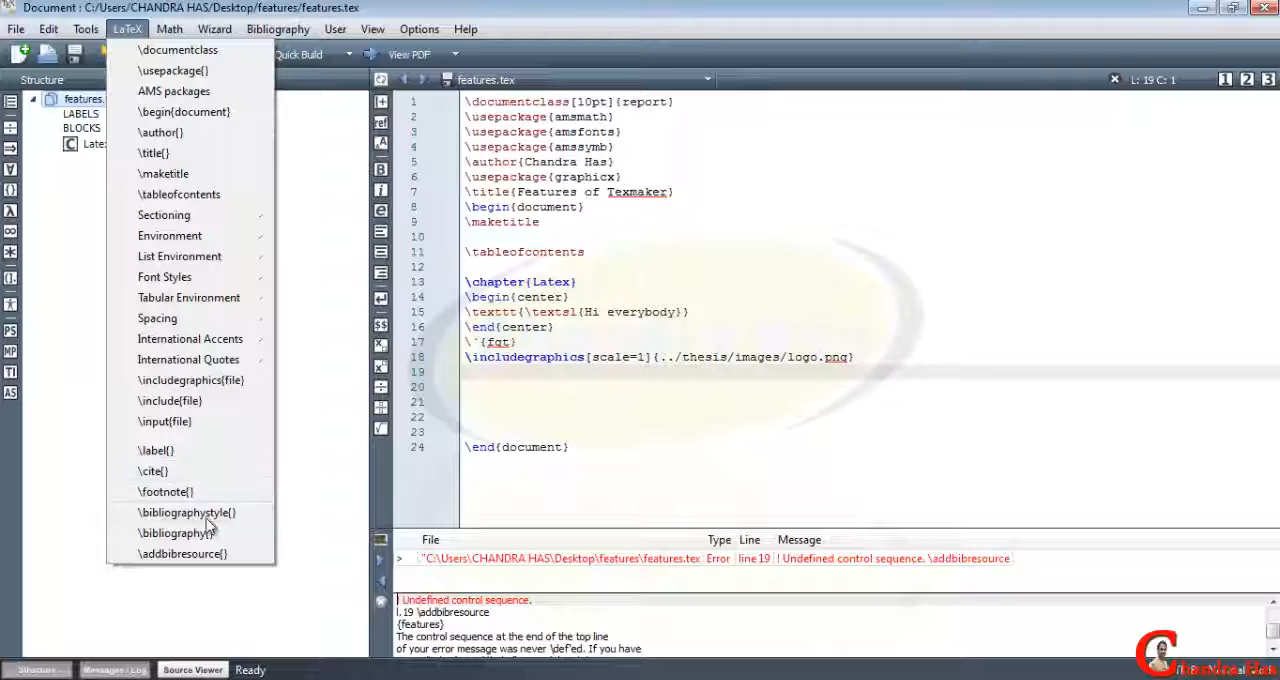 Document : C:/Users/CHANDRA HAS/Desktop/features/features.tex
File Edit Tools LaTeX Math Wizard Bibliography User View Options Help
Quick Build View PDF
Structure features.tex L: 19 C: 1 1 2 3
\documentclass
\usepackage{}
AMS packages
\begin{document}
\author{}
\title{}
\maketitle
\tableofcontents
Sectioning
Environment
List Environment
Font Styles
Tabular Environment
Spacing
International Accents
International Quotes
\includegraphics{file}
\include{file}
\input{file}
\label{}
\cite{}
\footnote{}
\bibliographystyle{}
\bibliography{}
\addbibresource{}
features.
LABELS
BLOCKS
C Late
1 \documentclass[10pt]{report}
2 \usepackage{amsmath}
3 \usepackage{amsfonts}
4 \usepackage{amssymb}
5 \author{Chandra Has}
6 \usepackage{graphicx}
7 \title{Features of Texmaker}
8 \begin{document}
9 \maketitle
10
11 \tableofcontents
12
13 \chapter{Latex}
14 \begin{center}
15 \texttt{\textsl{Hi everybody}}
16 \end{center}
17 \`{fgt}
18 \includegraphics[scale=1]{../thesis/images/logo.png}
19
20
21
22
23
24 \end{document}
File Type Line Message
> "C:\Users\CHANDRA HAS\Desktop\features\features.tex Error line 19 ! Undefined control sequence. \addbibresource
! Undefined control sequence.
l.19 \addbibresource
{features}
The control sequence at the end of the top line
of your error message was never \def'ed. If you have
Structure Messages / Log Source Viewer Ready
Chandra Has